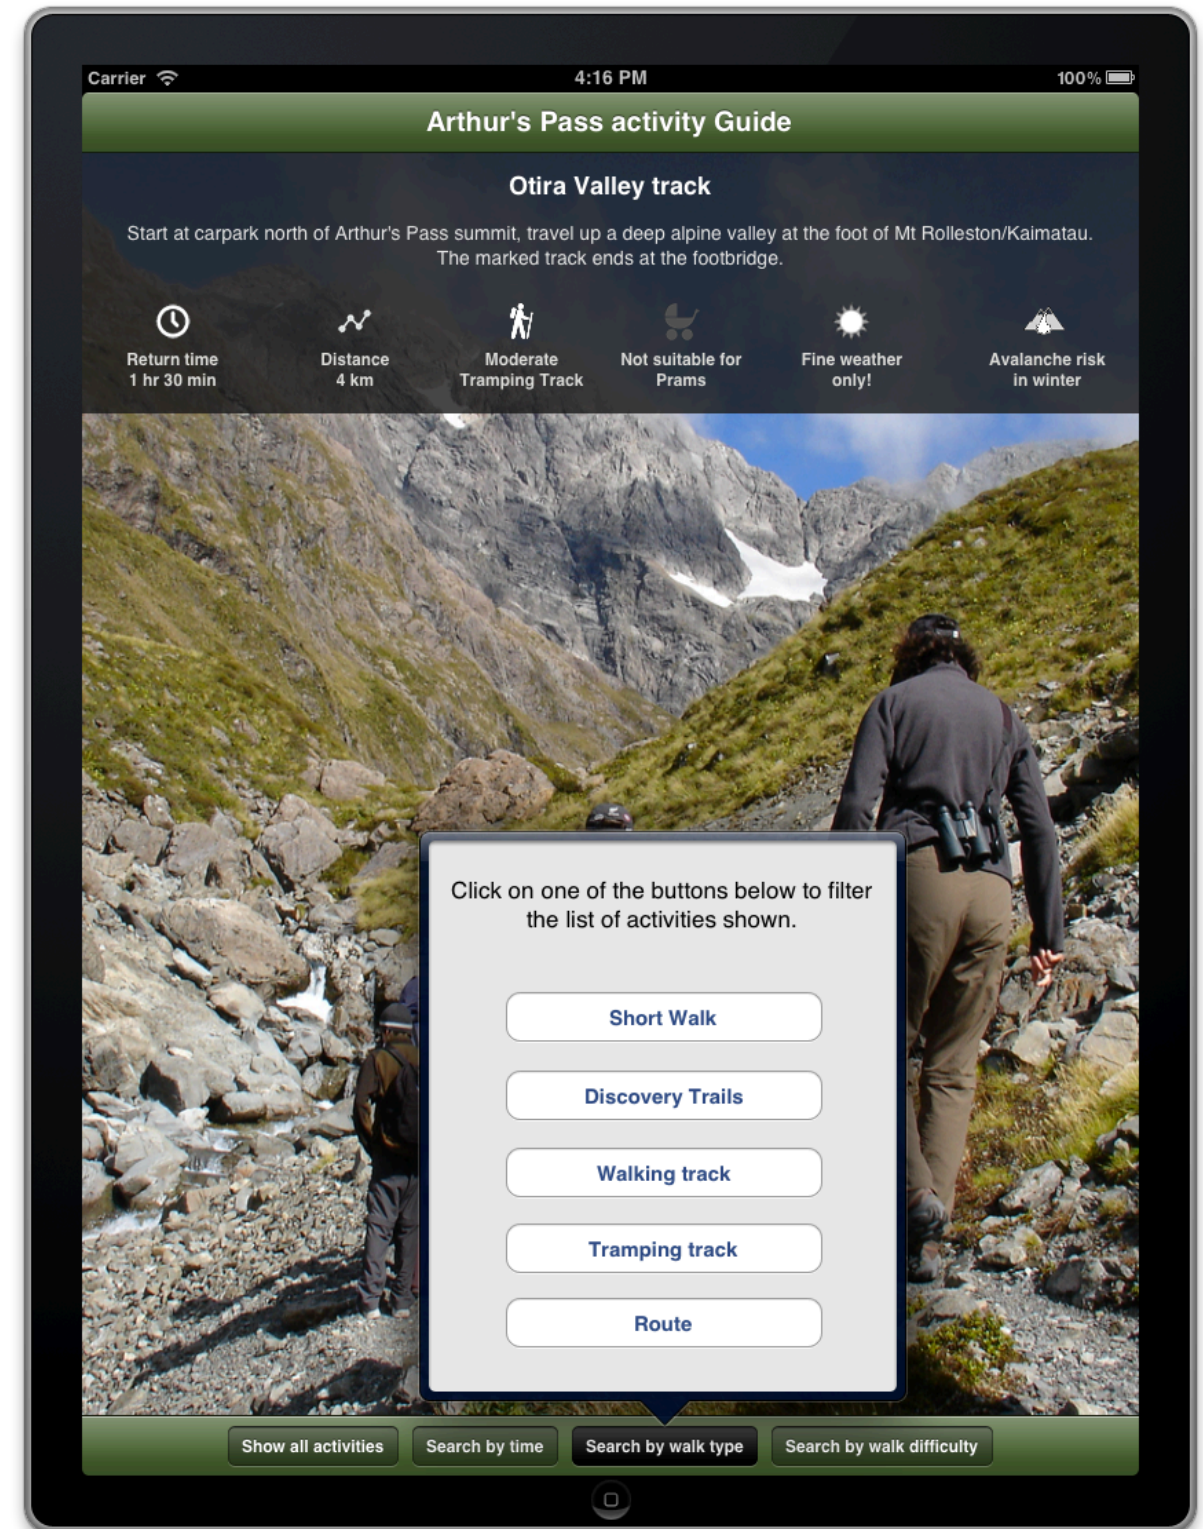 Carrier
4:16 PM
100%
Arthur's Pass activity Guide
Otira Valley track
Start at carpark north of Arthur's Pass summit, travel up a deep alpine valley at the foot of Mt Rolleston/Kaimatau.
The marked track ends at the footbridge.
Return time
1 hr 30 min
Distance
4 km
Moderate
Tramping Track
Not suitable for
Prams
Fine weather
only!
Avalanche risk
in winter
Click on one of the buttons below to filter
the list of activities shown.
Short Walk
Discovery Trails
Walking track
Tramping track
Route
Show all activities
Search by time
Search by walk type
Search by walk difficulty